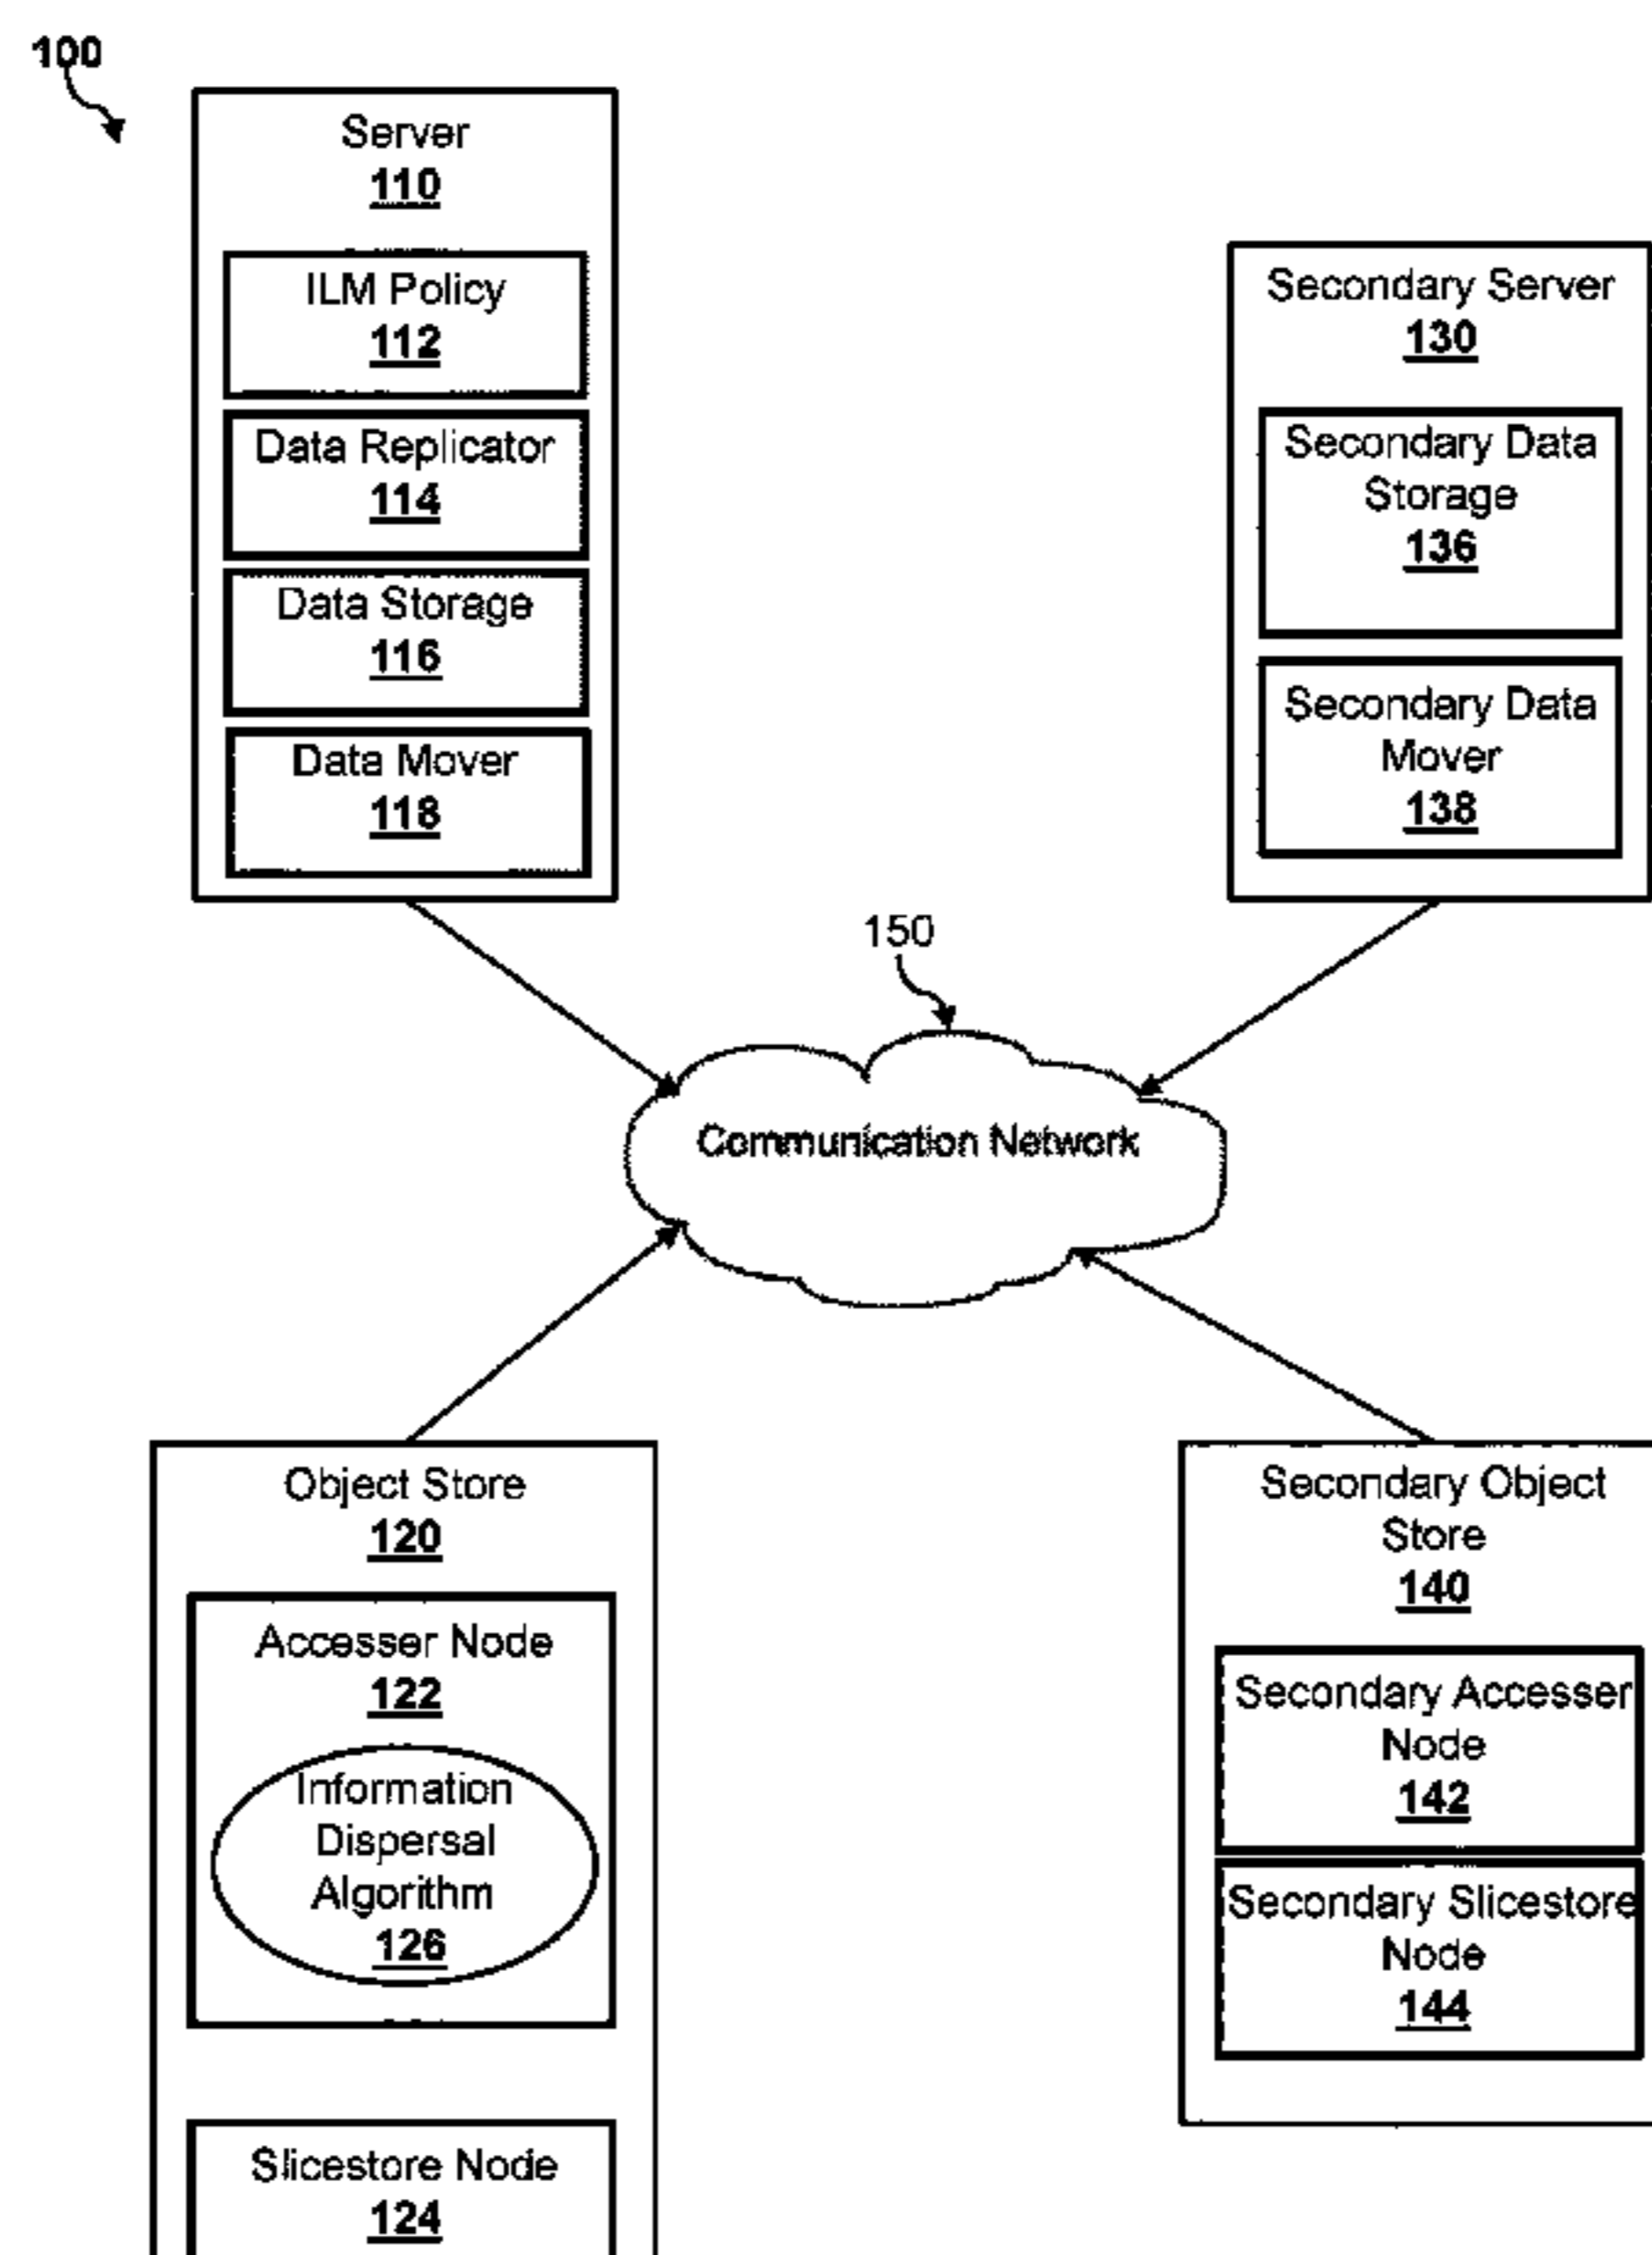 100
Server
110
ILM Policy
112
Data Replicator
114
Data Storage
116
Data Mover
118
Secondary Server
130
Secondary Data
Storage
136
Secondary Data
Mover
138
150
Communication Network
Object Store
120
Accesser Node
122
Information
Dispersal
Algorithm
126
Slicestore Node
124
Secondary Object
Store
140
Secondary Accesser
Node
142
Secondary Slicestore
Node
144